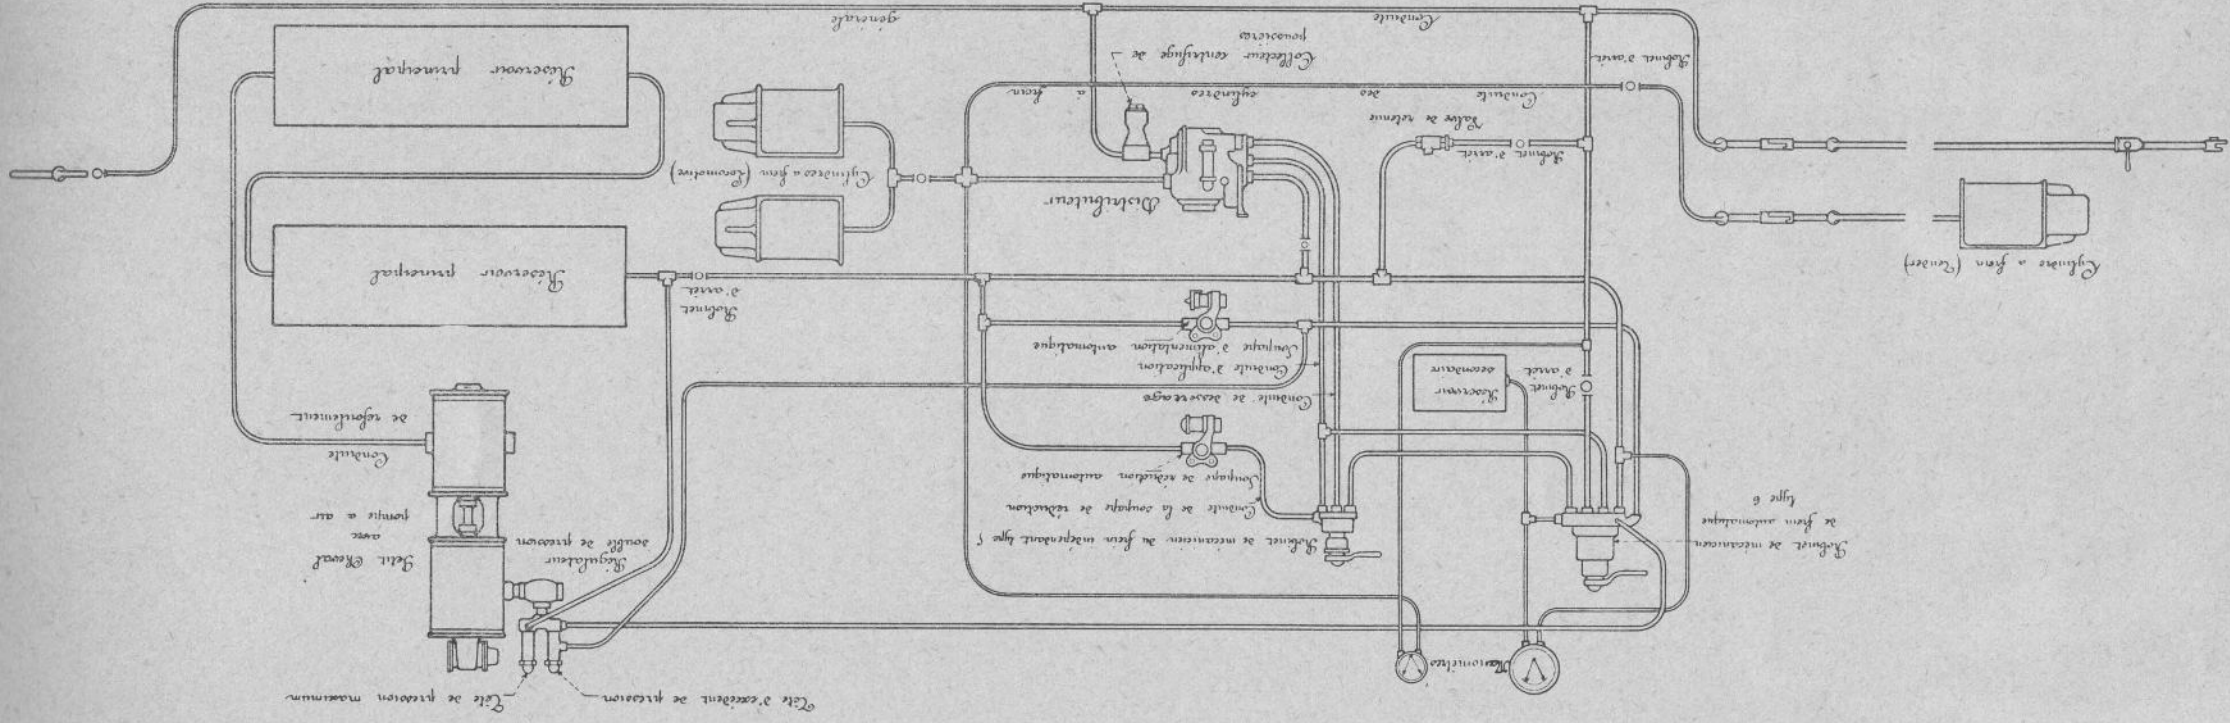 Tête d'excédent de pression
Tête de pression maximum
Manomètres
Robinet de mécanicien
de frein automatique
type 6
Robinet de mécanicien du frein indépendant type S
Conduite de la soupape de réduction
Soupape de réduction automatique
Régulateur
double de pression
Petit Cheval
avec
pompe à air
Conduite
de refoulement
Réservoir
secondaire
Robinet
d'arrêt
Conduite de desserrage
Conduite d'application
Soupape d'alimentation automatique
Robinet
d'arrêt
Réservoir principal
Cylindre à frein (Tender)
Distributeur
Cylindres à frein (Locomotive)
Robinet d'arrêt
Valve de retenue
Conduite des cylindres à frein
Robinet d'arrêt
Collecteur centrifuge de
poussières
Réservoir principal
Conduite générale